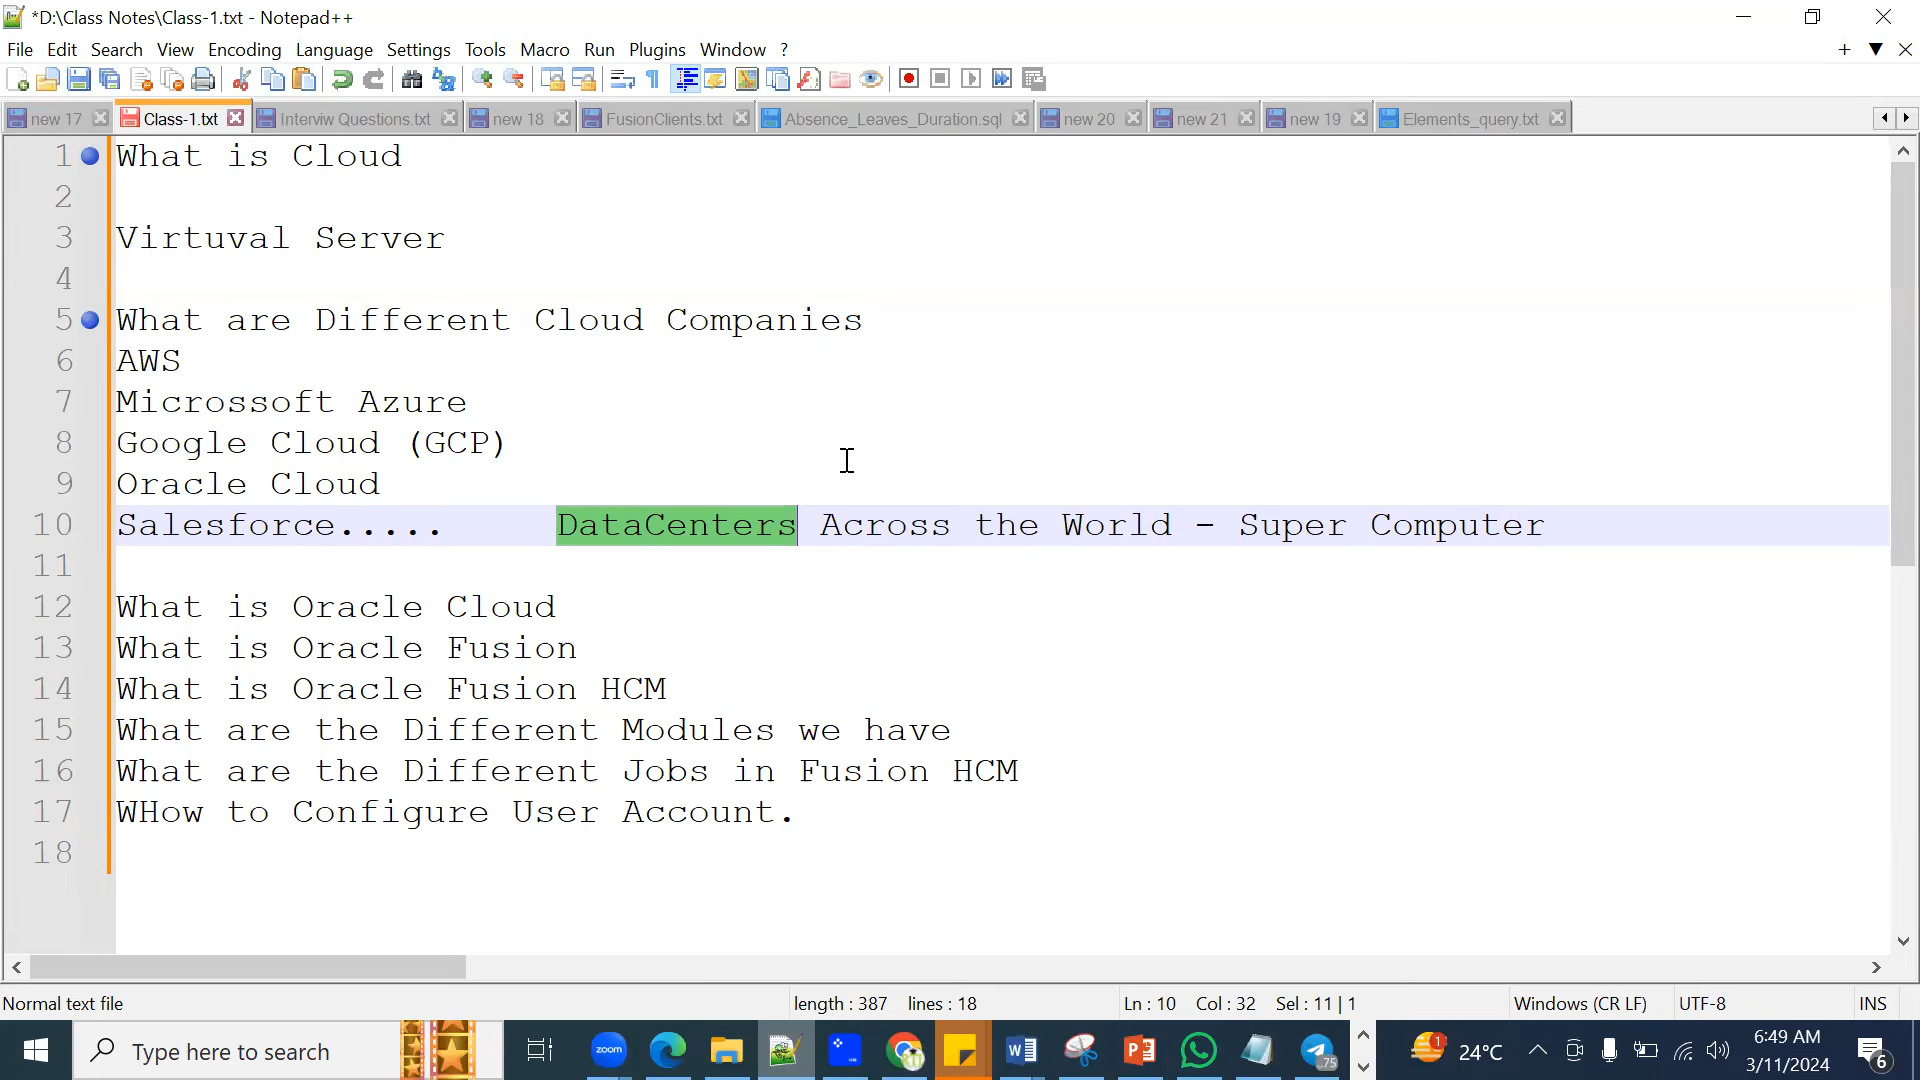 *D:\Class Notes\Class-1.txt - Notepad++
File Edit Search View Encoding Language Settings Tools Macro Run Plugins Window ?
new 17 Class-1.txt Interviw Questions.txt new 18 FusionClients.txt Absence_Leaves_Duration.sql new 20 new 21 new 19 Elements_query.txt
1 What is Cloud
2
3 Virtuval Server
4
5 What are Different Cloud Companies
6 AWS
7 Microssoft Azure
8 Google Cloud (GCP)
9 Oracle Cloud
10 Salesforce..... DataCenters Across the World - Super Computer
11
12 What is Oracle Cloud
13 What is Oracle Fusion
14 What is Oracle Fusion HCM
15 What are the Different Modules we have
16 What are the Different Jobs in Fusion HCM
17 WHow to Configure User Account.
18
Normal text file length : 387 lines : 18 Ln : 10 Col : 32 Sel : 11 | 1 Windows (CR LF) UTF-8 INS
Type here to search zoom 75 1 24°C 6:49 AM 6
3/11/2024